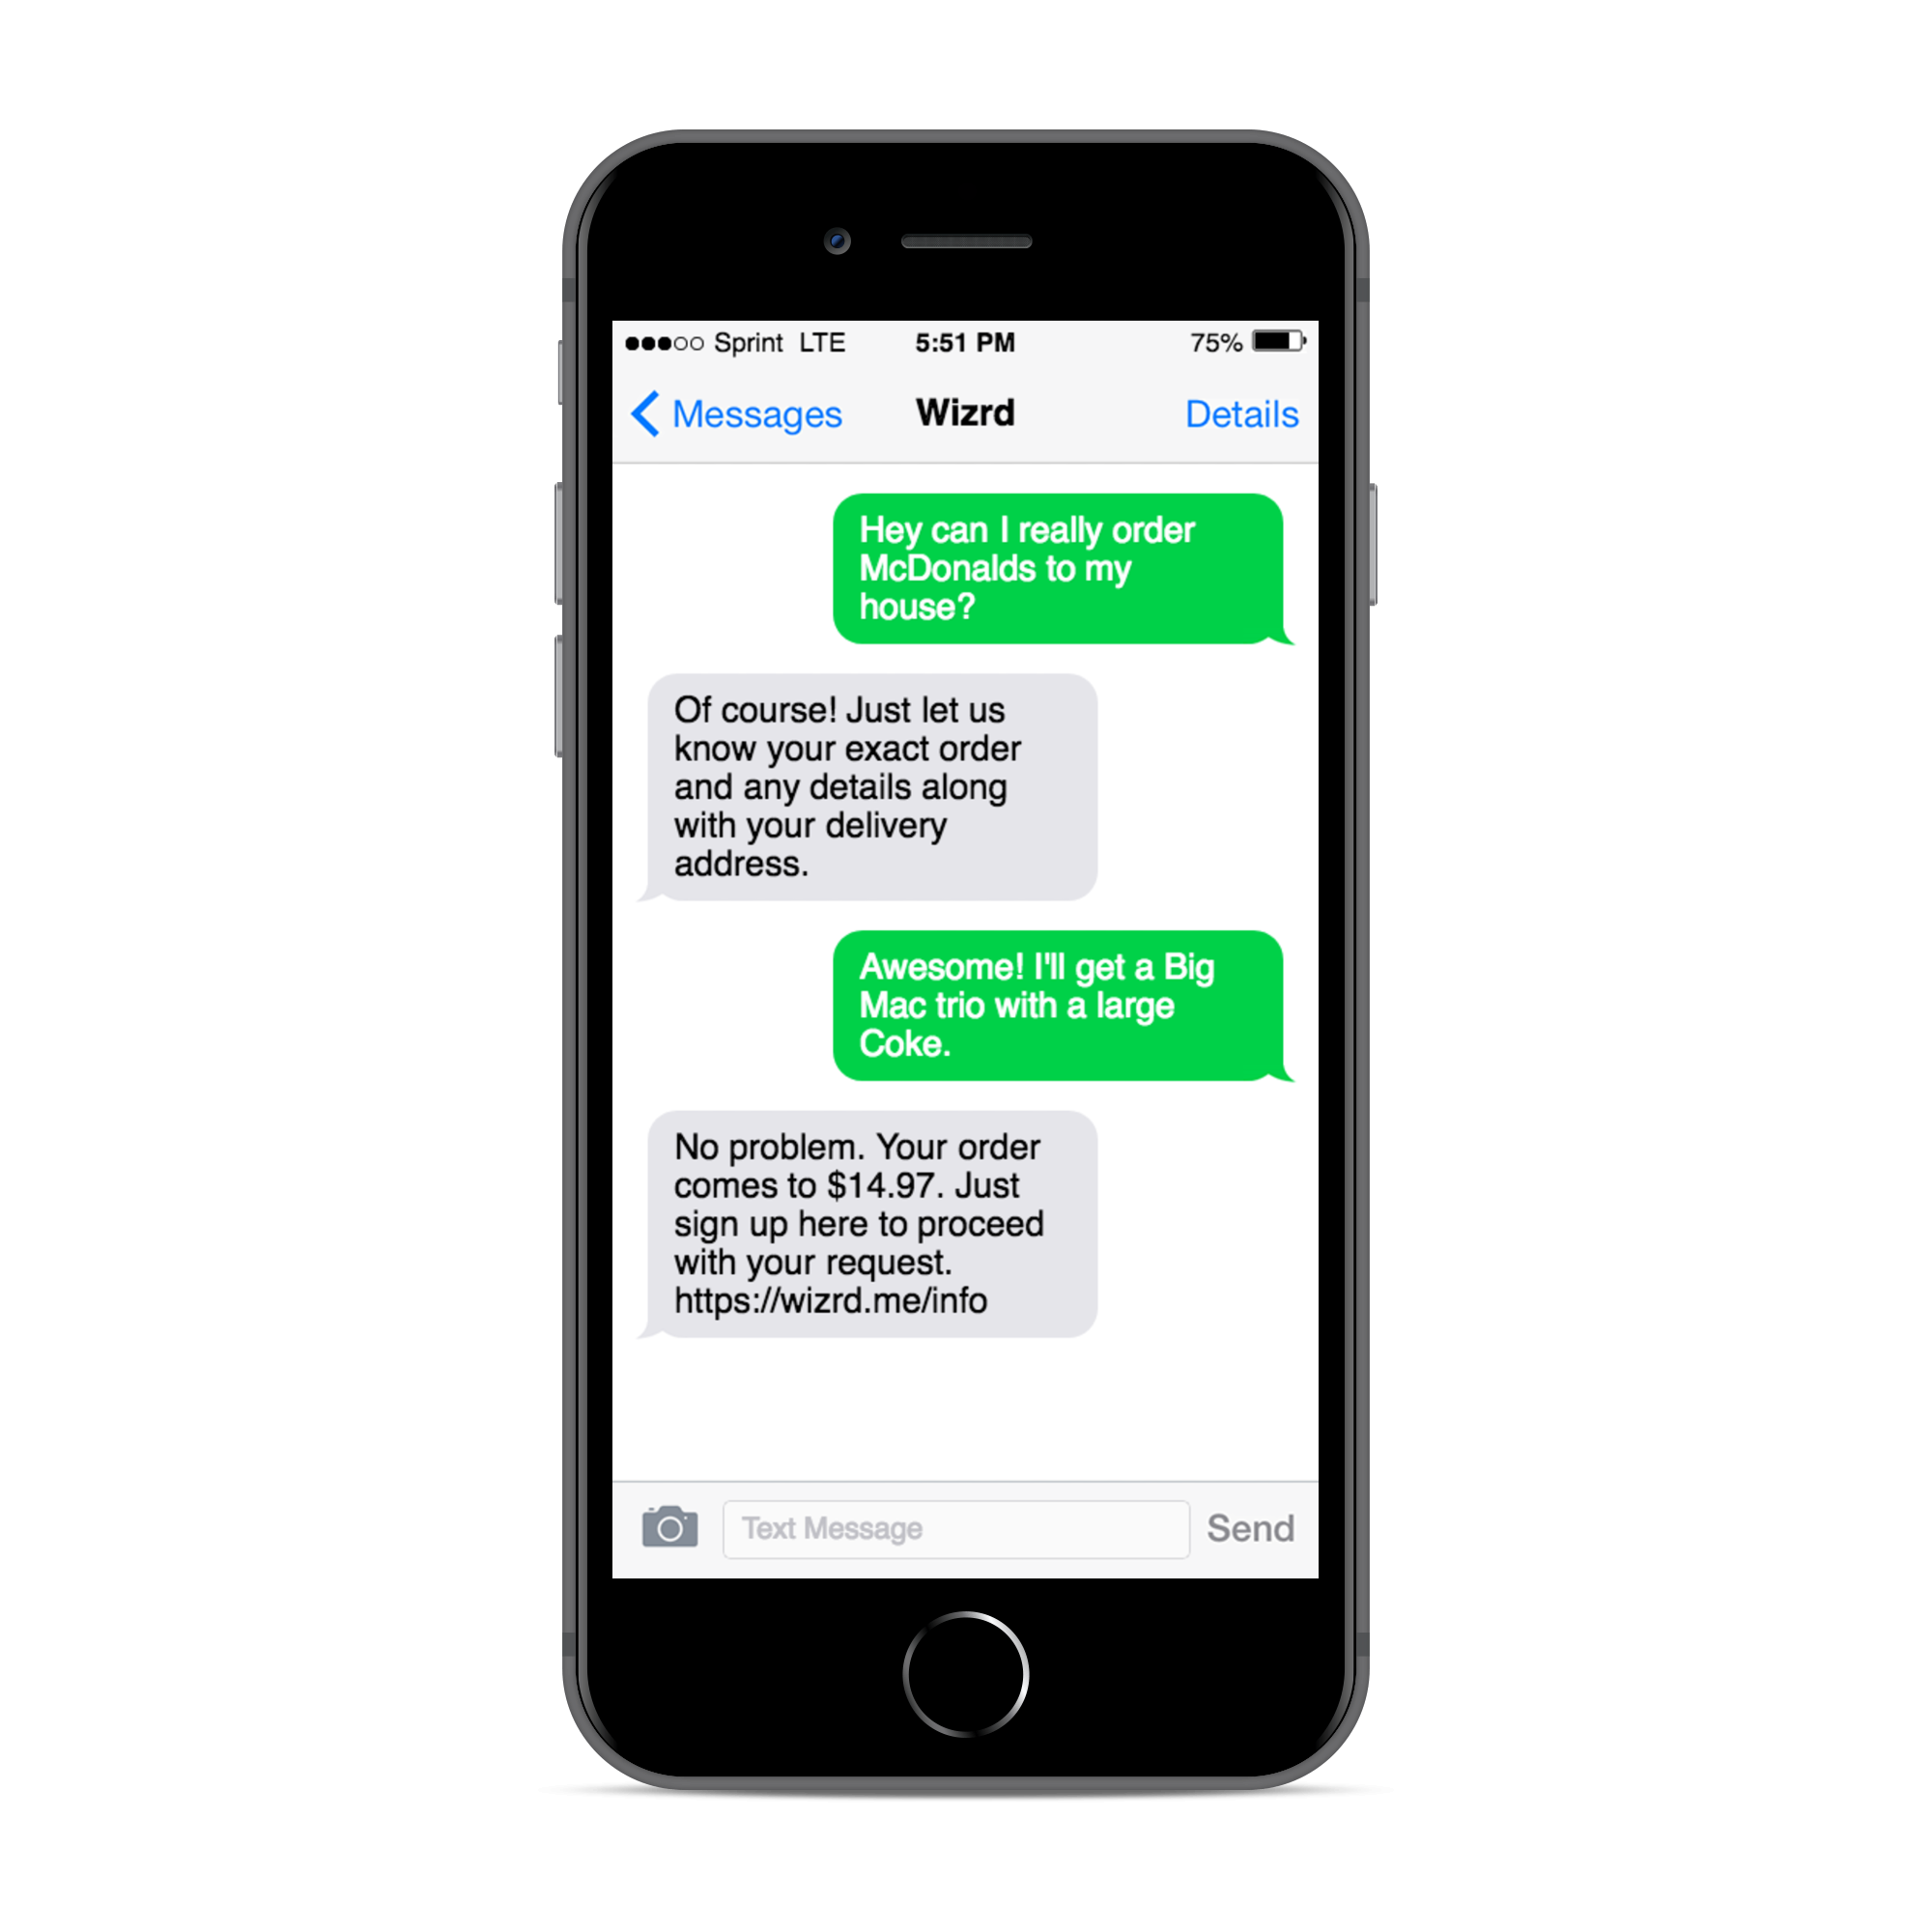 Sprint LTE 5:51 PM 75%
Messages Wizrd Details
Hey can I really order
McDonalds to my
house?
Of course! Just let us
know your exact order
and any details along
with your delivery
address.
Awesome! I'll get a Big
Mac trio with a large
Coke.
No problem. Your order
comes to $14.97. Just
sign up here to proceed
with your request.
https://wizrd.me/info
Text Message Send